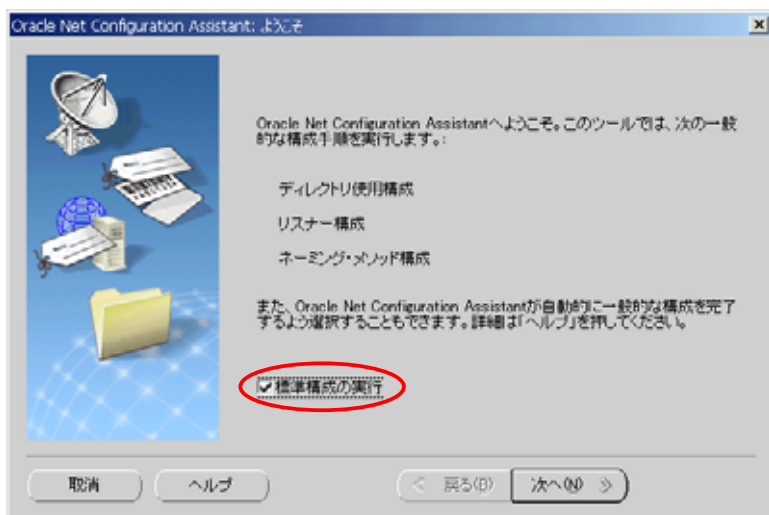 Oracle Net Configuration Assistant: ようこそ
Oracle Net Configuration Assistantへようこそ。このツールでは、次の一般
的な構成手順を実行します。:
ディレクトリ使用構成
リスナー構成
ネーミング・メソッド構成
また、Oracle Net Configuration Assistantが自動的に一般的な構成を完了
するよう選択することもできます。詳細は「ヘルプ」を押してください。
標準構成の実行
取消
ヘルプ
戻る(B)
次へ(N)